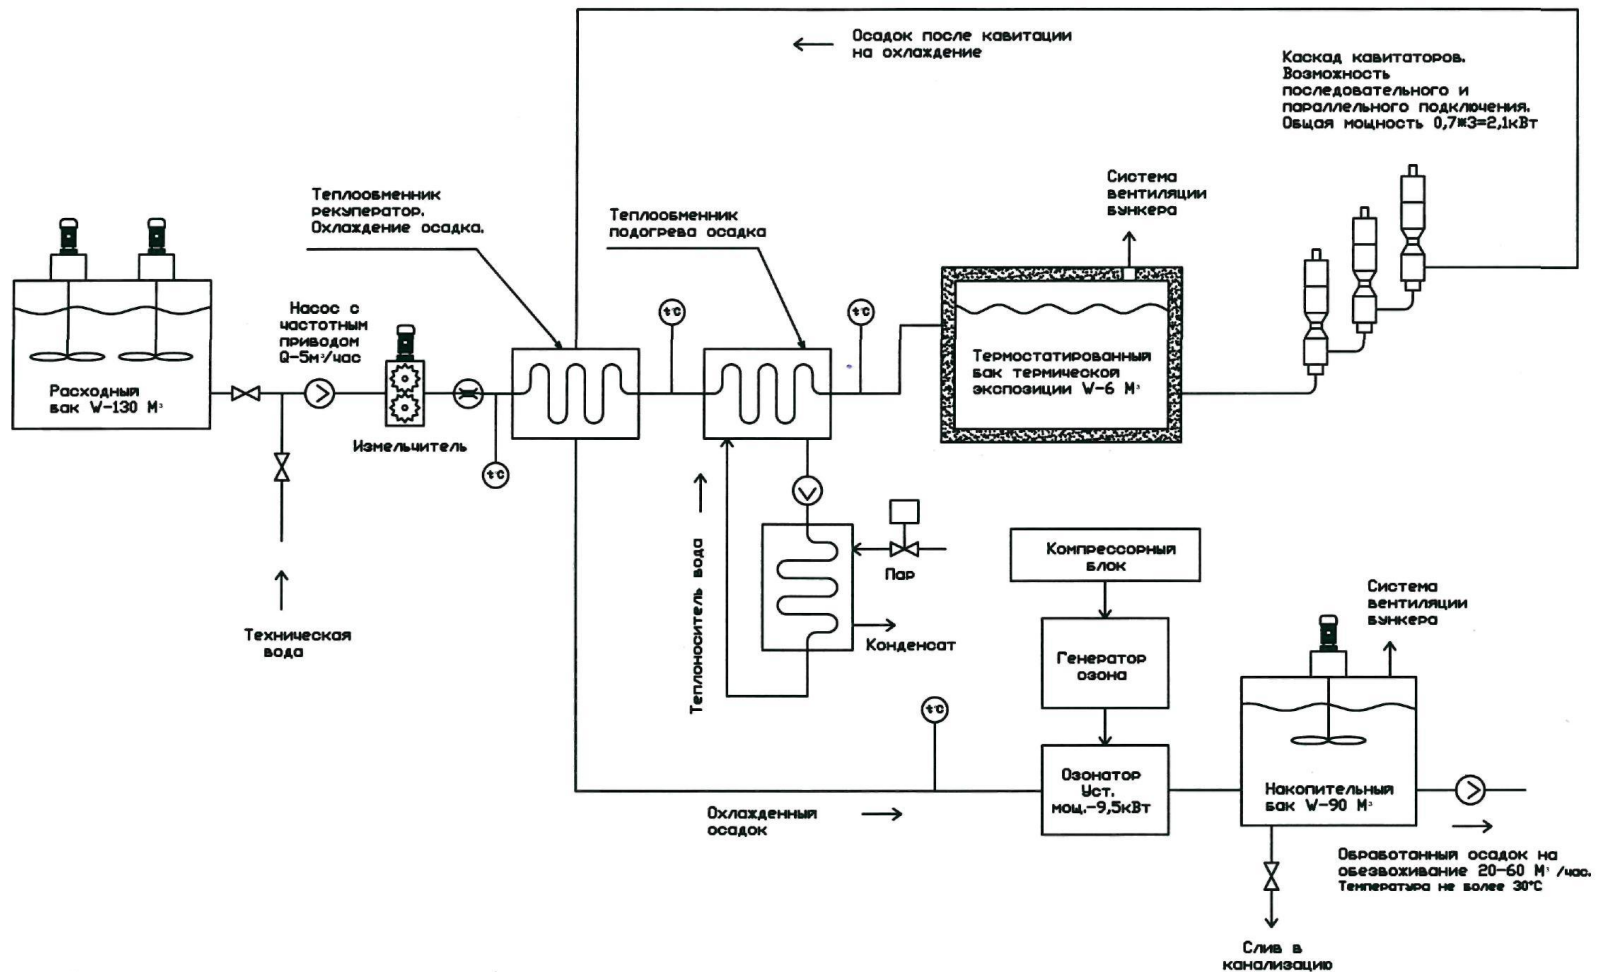 Осадок после кавитации
на охлаждение
Каскад кавитаторов.
Возможность
последовательного и
параллельного подключения.
Общая мощность 0,7*3=2,1кВт
Система
вентиляции
бункера
Теплообменник
рекуператор.
Охлаждение осадка.
Теплообменник
подогрева осадка
Насос с
частотным
приводом
Q-5м³/час
t°C
t°C
Расходный
бак W-130 М³
Термостатированный
бак термической
экспозиции W-6 М³
Измельчитель
t°C
Теплоноситель вода
Пар
Конденсат
Техническая
вода
Компрессорный
блок
Генератор
озона
Система
вентиляции
бункера
t°C
Озонатор
Уст.
мощ.-9,5кВт
Охлажденный
осадок
Накопительный
бак W-90 М³
Обработанный осадок на
обезвоживание 20-60 М³/час.
Температура не более 30°C
Слив в
канализацию